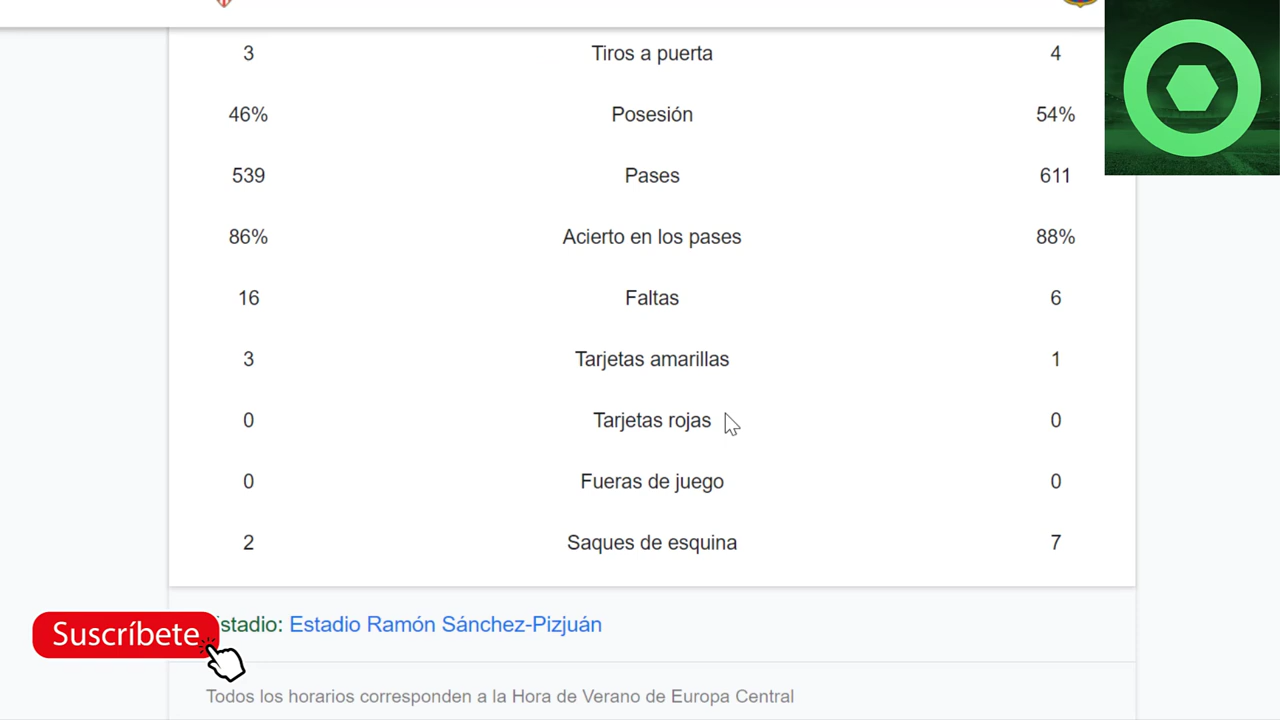 3 Tiros a puerta 4
46% Posesión 54%
539 Pases 611
86% Acierto en los pases 88%
16 Faltas 6
3 Tarjetas amarillas 1
0 Tarjetas rojas 0
0 Fueras de juego 0
2 Saques de esquina 7
stadio: Estadio Ramón Sánchez-Pizjuán
Suscríbete
Todos los horarios corresponden a la Hora de Verano de Europa Central